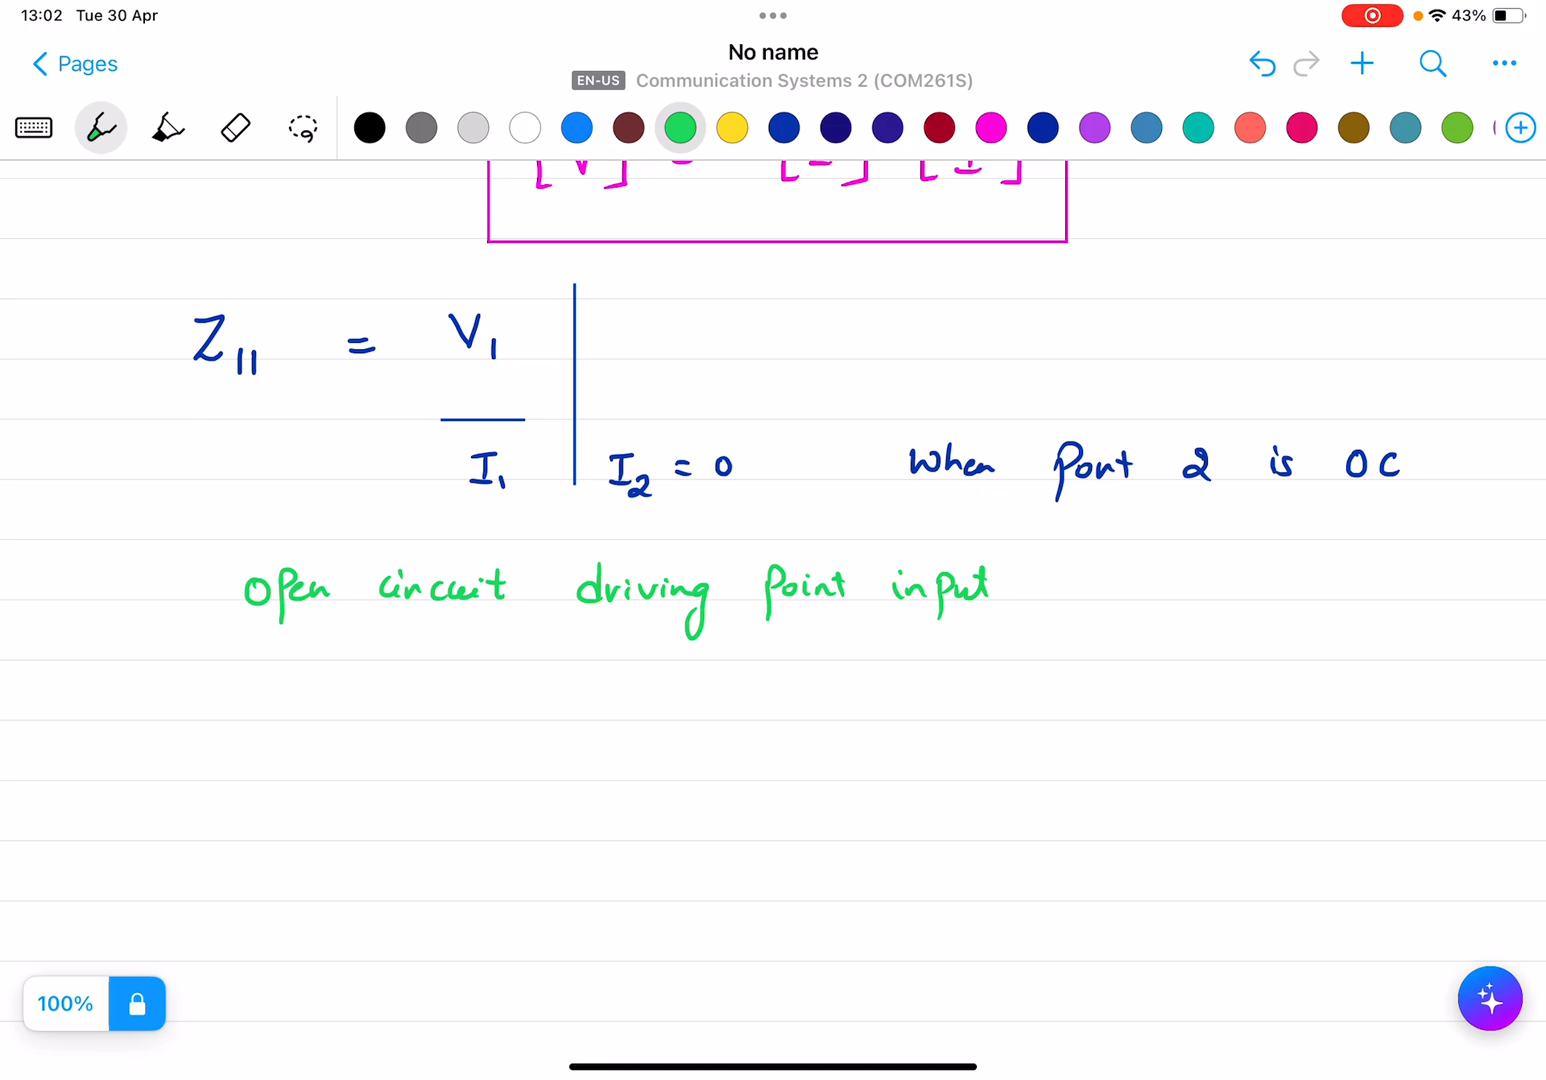 13:02 Tue 30 Apr
43%
Pages
No name
EN-US Communication Systems 2 (COM261S)
[V] = [Z] [I]
Z11 = V1
I1 I2 = 0 When Port 2 is OC
Open circuit driving point input
100%